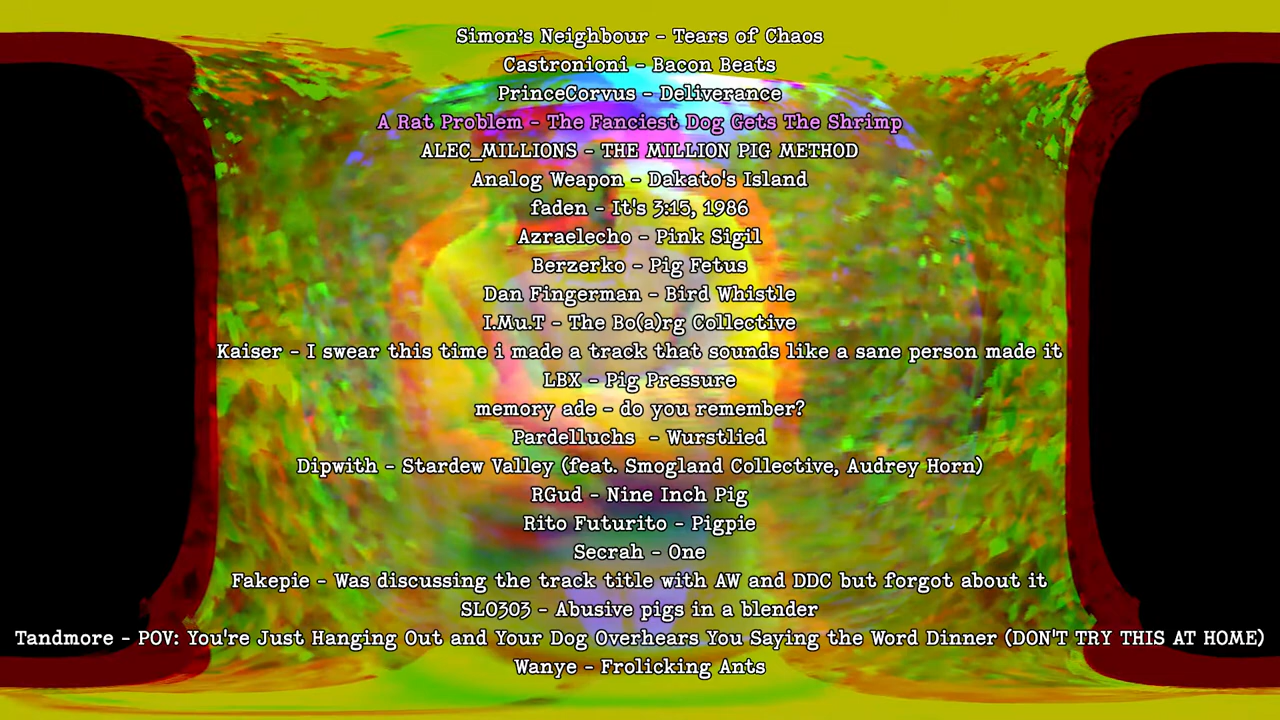 Simon's Neighbour - Tears of Chaos
Castronioni - Bacon Beats
PrinceCorvus - Deliverance
A Rat Problem - The Fanciest Dog Gets The Shrimp
ALEC_MILLIONS - THE MILLION PIG METHOD
Analog Weapon - Dakato's Island
faden - It's 3:15, 1986
Azraelecho - Pink Sigil
Berzerko - Pig Fetus
Dan Fingerman - Bird Whistle
I.Mu.T - The Bo(a)rg Collective
Kaiser - I swear this time i made a track that sounds like a sane person made it
LBX - Pig Pressure
memory ade - do you remember?
Pardelluchs - Wurstlied
Dipwith - Stardew Valley (feat. Smogland Collective, Audrey Horn)
RGud - Nine Inch Pig
Rito Futurito - Pigpie
Secrah - One
Fakepie - Was discussing the track title with AW and DDC but forgot about it
SLO303 - Abusive pigs in a blender
Tandmore - POV: You're Just Hanging Out and Your Dog Overhears You Saying the Word Dinner (DON'T TRY THIS AT HOME)
Wanye - Frolicking Ants